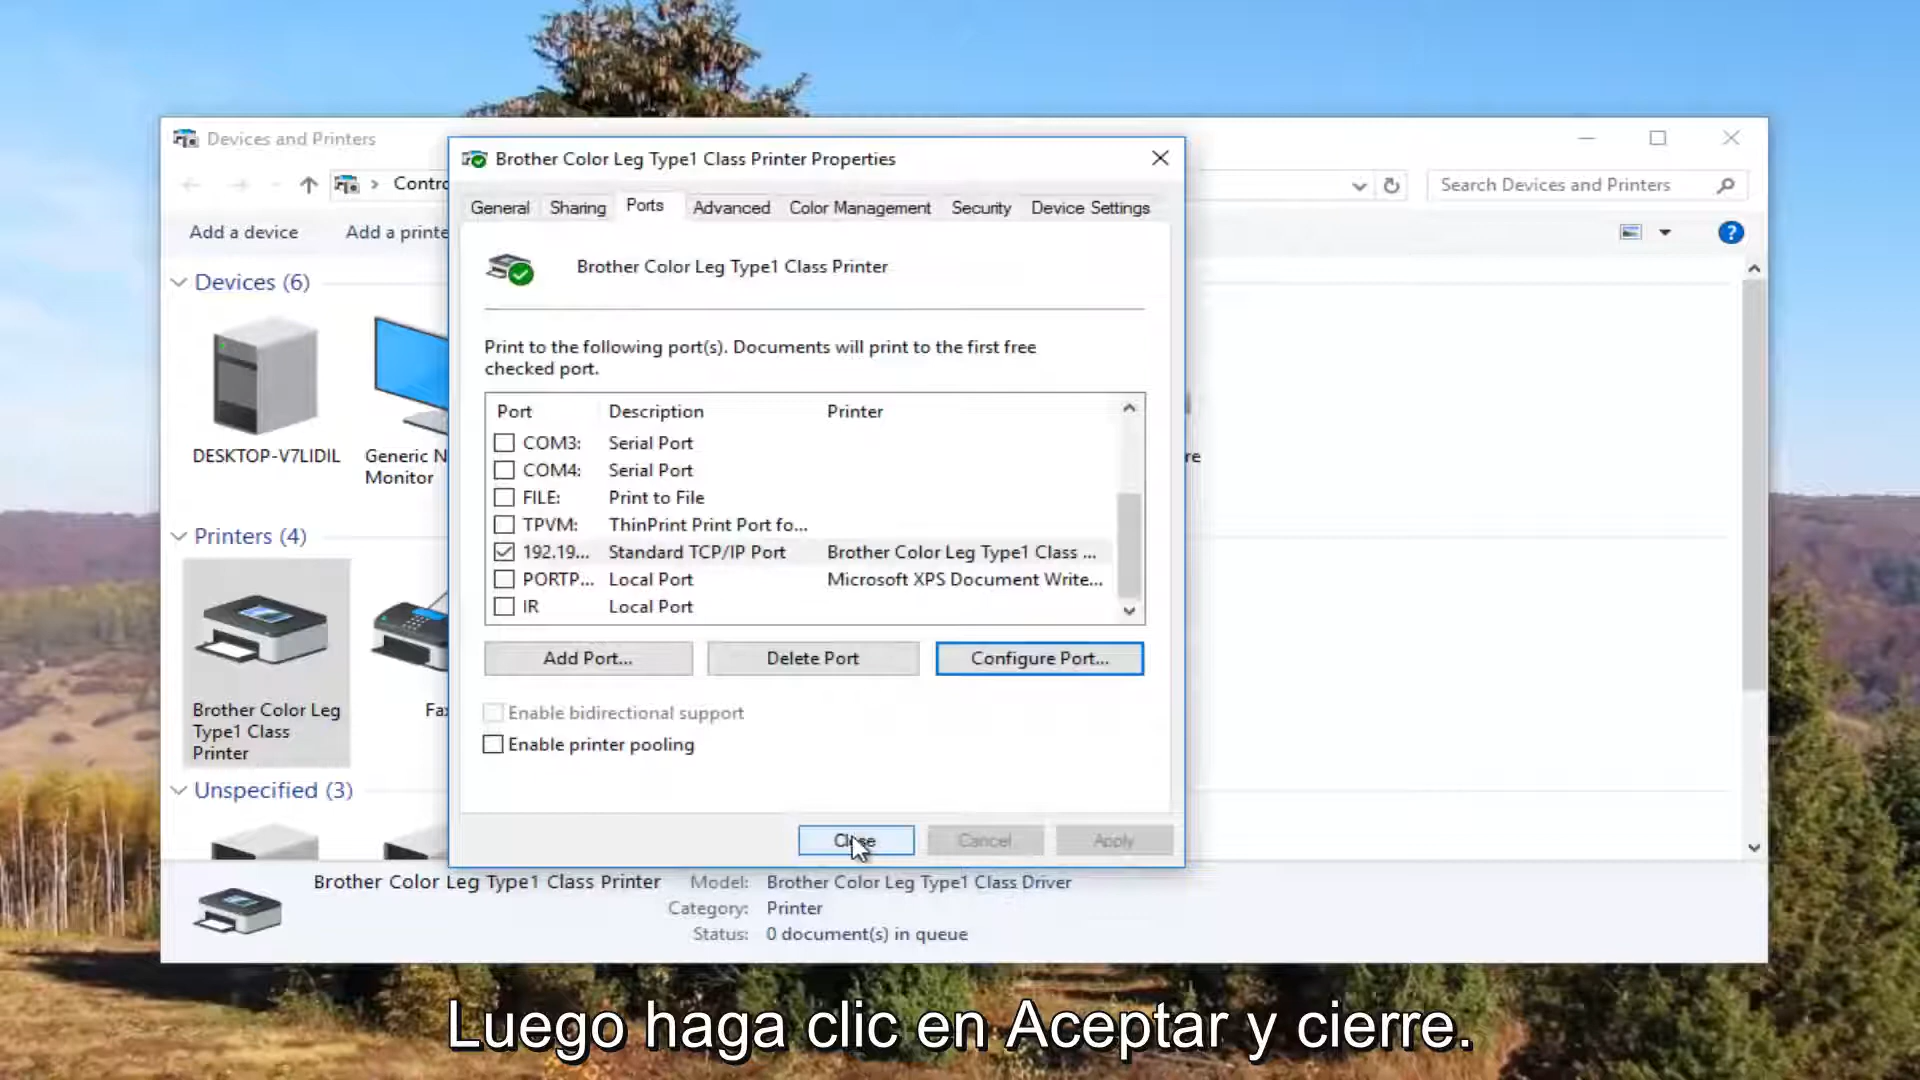 Devices and Printers
Brother Color Leg Type1 Class Printer Properties
Search Devices and Printers
General Sharing Ports Advanced Color Management Security Device Settings
Add a device
Brother Color Leg Type1 Class Printer
Devices (6)
Print to the following port(s). Documents will print to the first free
checked port.
Port Description Printer
COM3: Serial Port
COM4: Serial Port
FILE: Print to File
TPVM: ThinPrint Print Port fo...
192.19... Standard TCP/IP Port Brother Color Leg Type1 Class ...
PORTP... Local Port Microsoft XPS Document Write...
IR Local Port
DESKTOP-V7LIDIL
Generic N
Monitor
re
Printers (4)
Add Port... Delete Port Configure Port...
Brother Color Leg
Type1 Class
Printer
Enable bidirectional support
Enable printer pooling
Unspecified (3)
Close Cancel Apply
Brother Color Leg Type1 Class Printer
Model: Brother Color Leg Type1 Class Driver
Category: Printer
Status: 0 document(s) in queue
Luego haga clic en Aceptar y cierre.